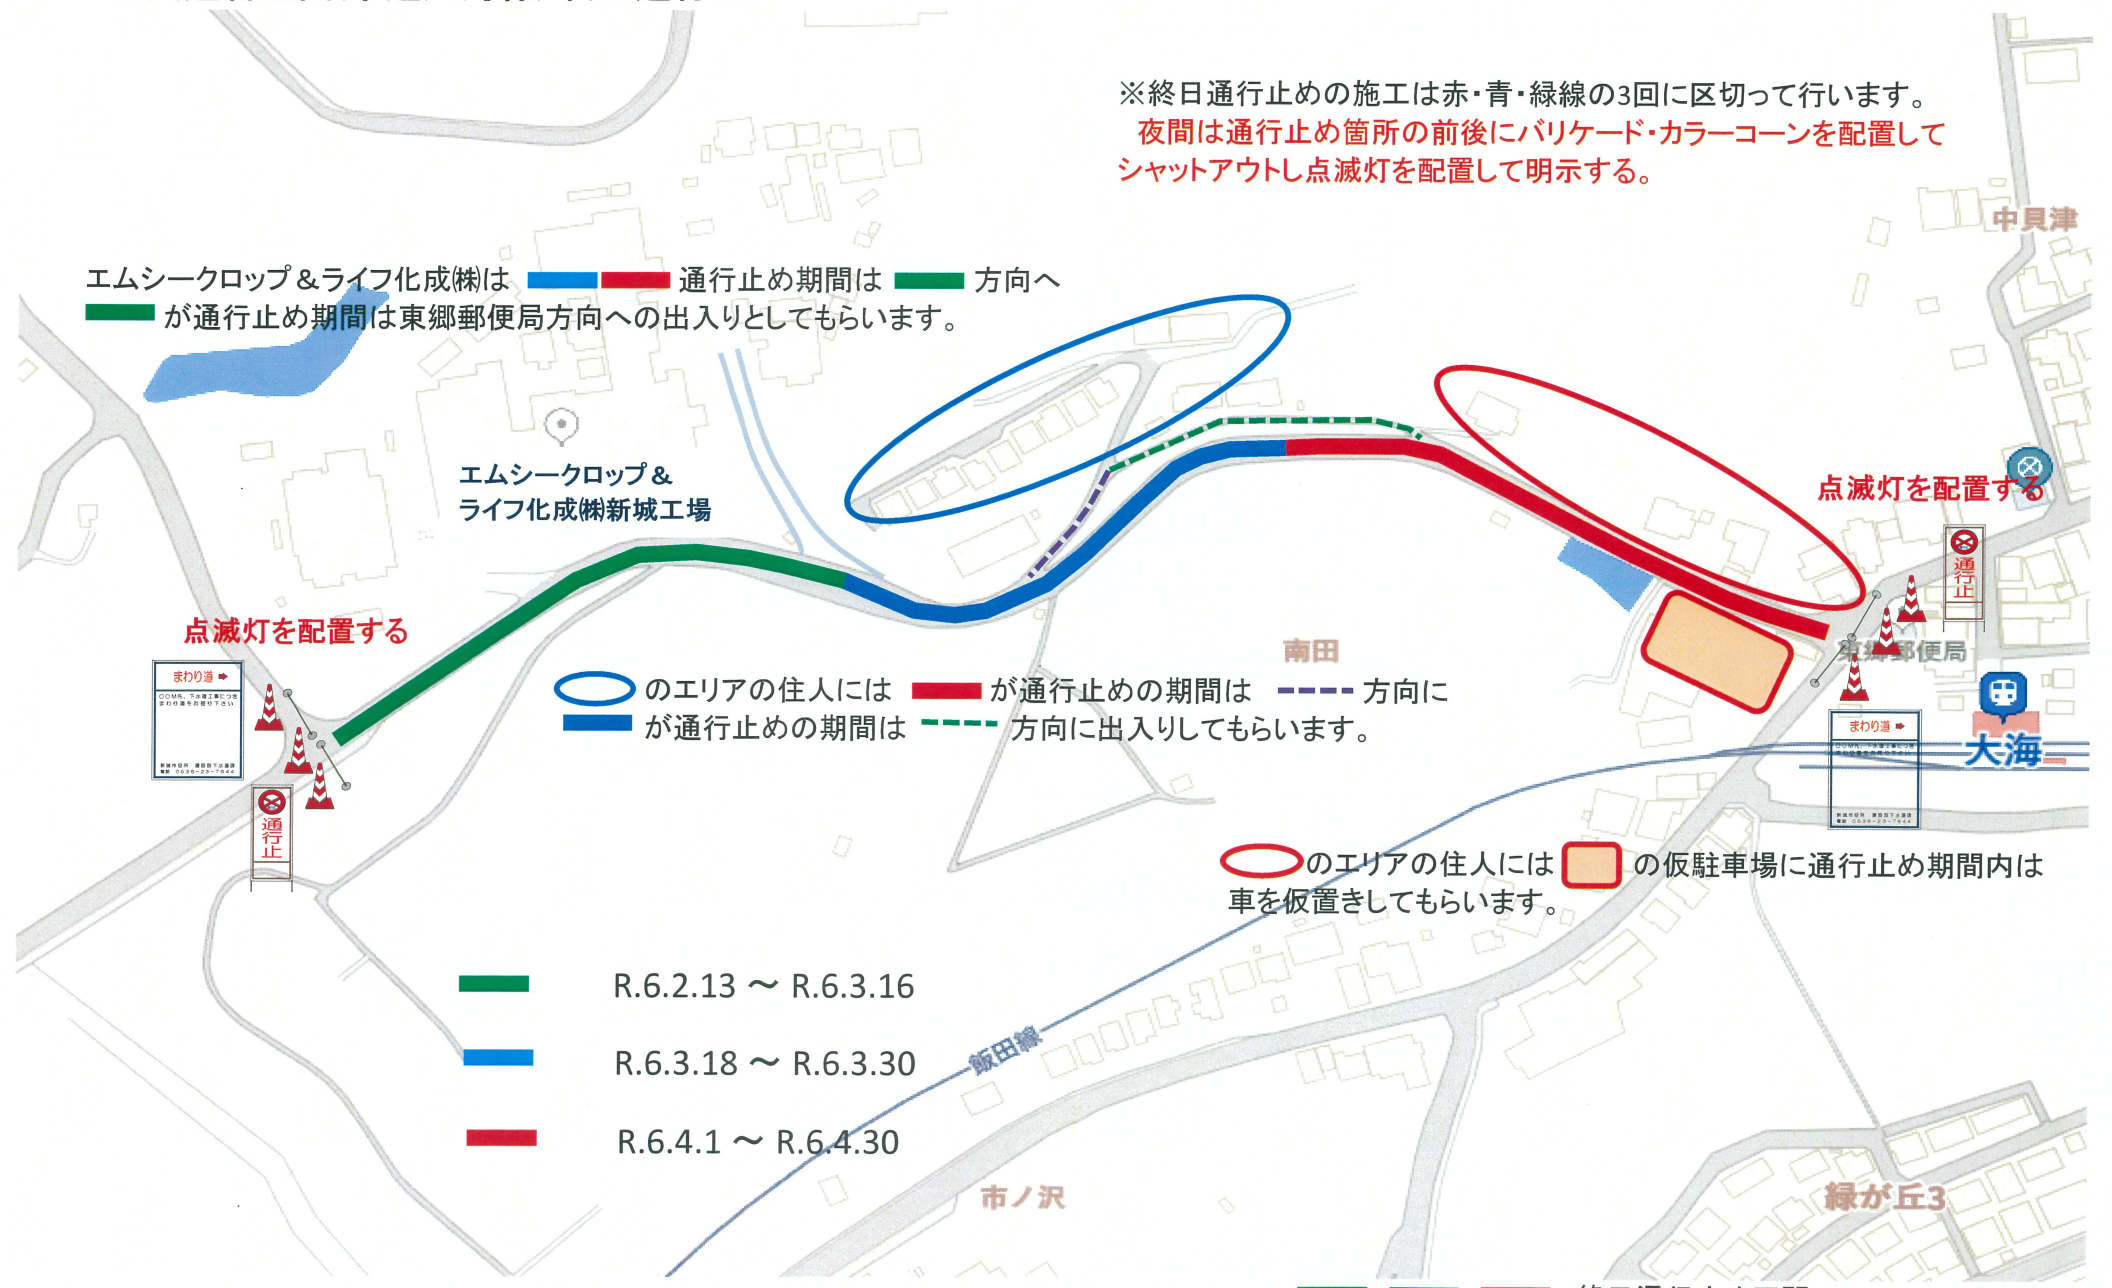 ※終日通行止めの施工は赤・青・緑線の3回に区切って行います。
夜間は通行止め箇所の前後にバリケード・カラーコーンを配置して
シャットアウトし点滅灯を配置して明示する。
中貝津
エムシークロップ＆ライフ化成㈱は 通行止め期間は 方向へ
が通行止め期間は東郷郵便局方向への出入りとしてもらいます。
エムシークロップ＆
ライフ化成㈱新城工場
点滅灯を配置する
通行止
点滅灯を配置する
まわり道
通行止
南田
東郷郵便局
のエリアの住人には が通行止めの期間は 方向に
が通行止めの期間は 方向に出入りしてもらいます。
まわり道
大海
のエリアの住人には の仮駐車場に通行止め期間内は
車を仮置きしてもらいます。
R.6.2.13 ～ R.6.3.16
R.6.3.18 ～ R.6.3.30
R.6.4.1 ～ R.6.4.30
飯田線
市ノ沢
緑が丘3